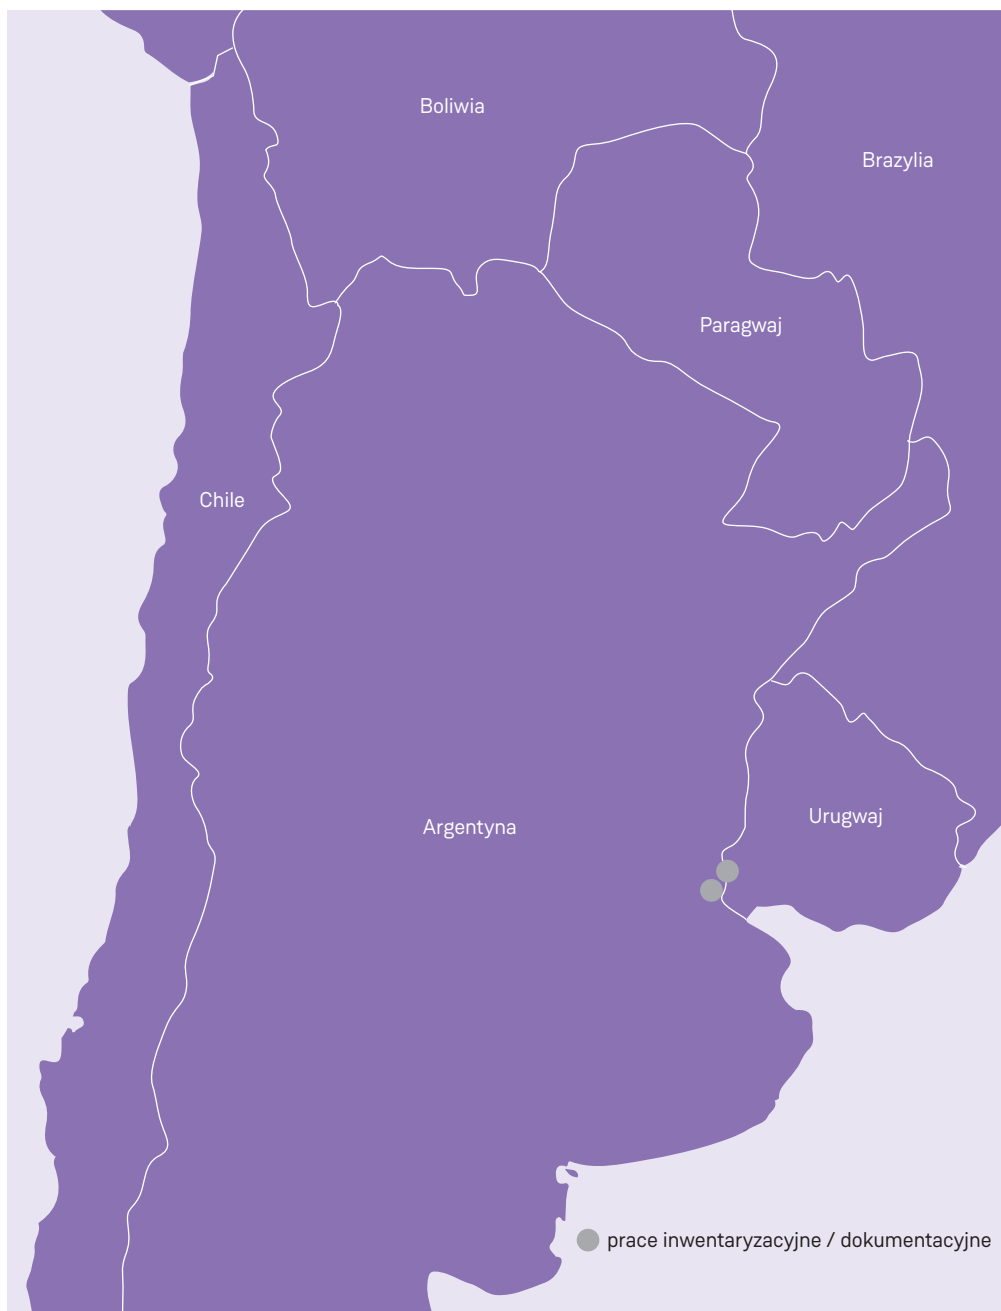 Boliwia
Brazylia
Paragwaj
Chile
Urugwaj
Argentyna
prace inwentaryzacyjne / dokumentacyjne